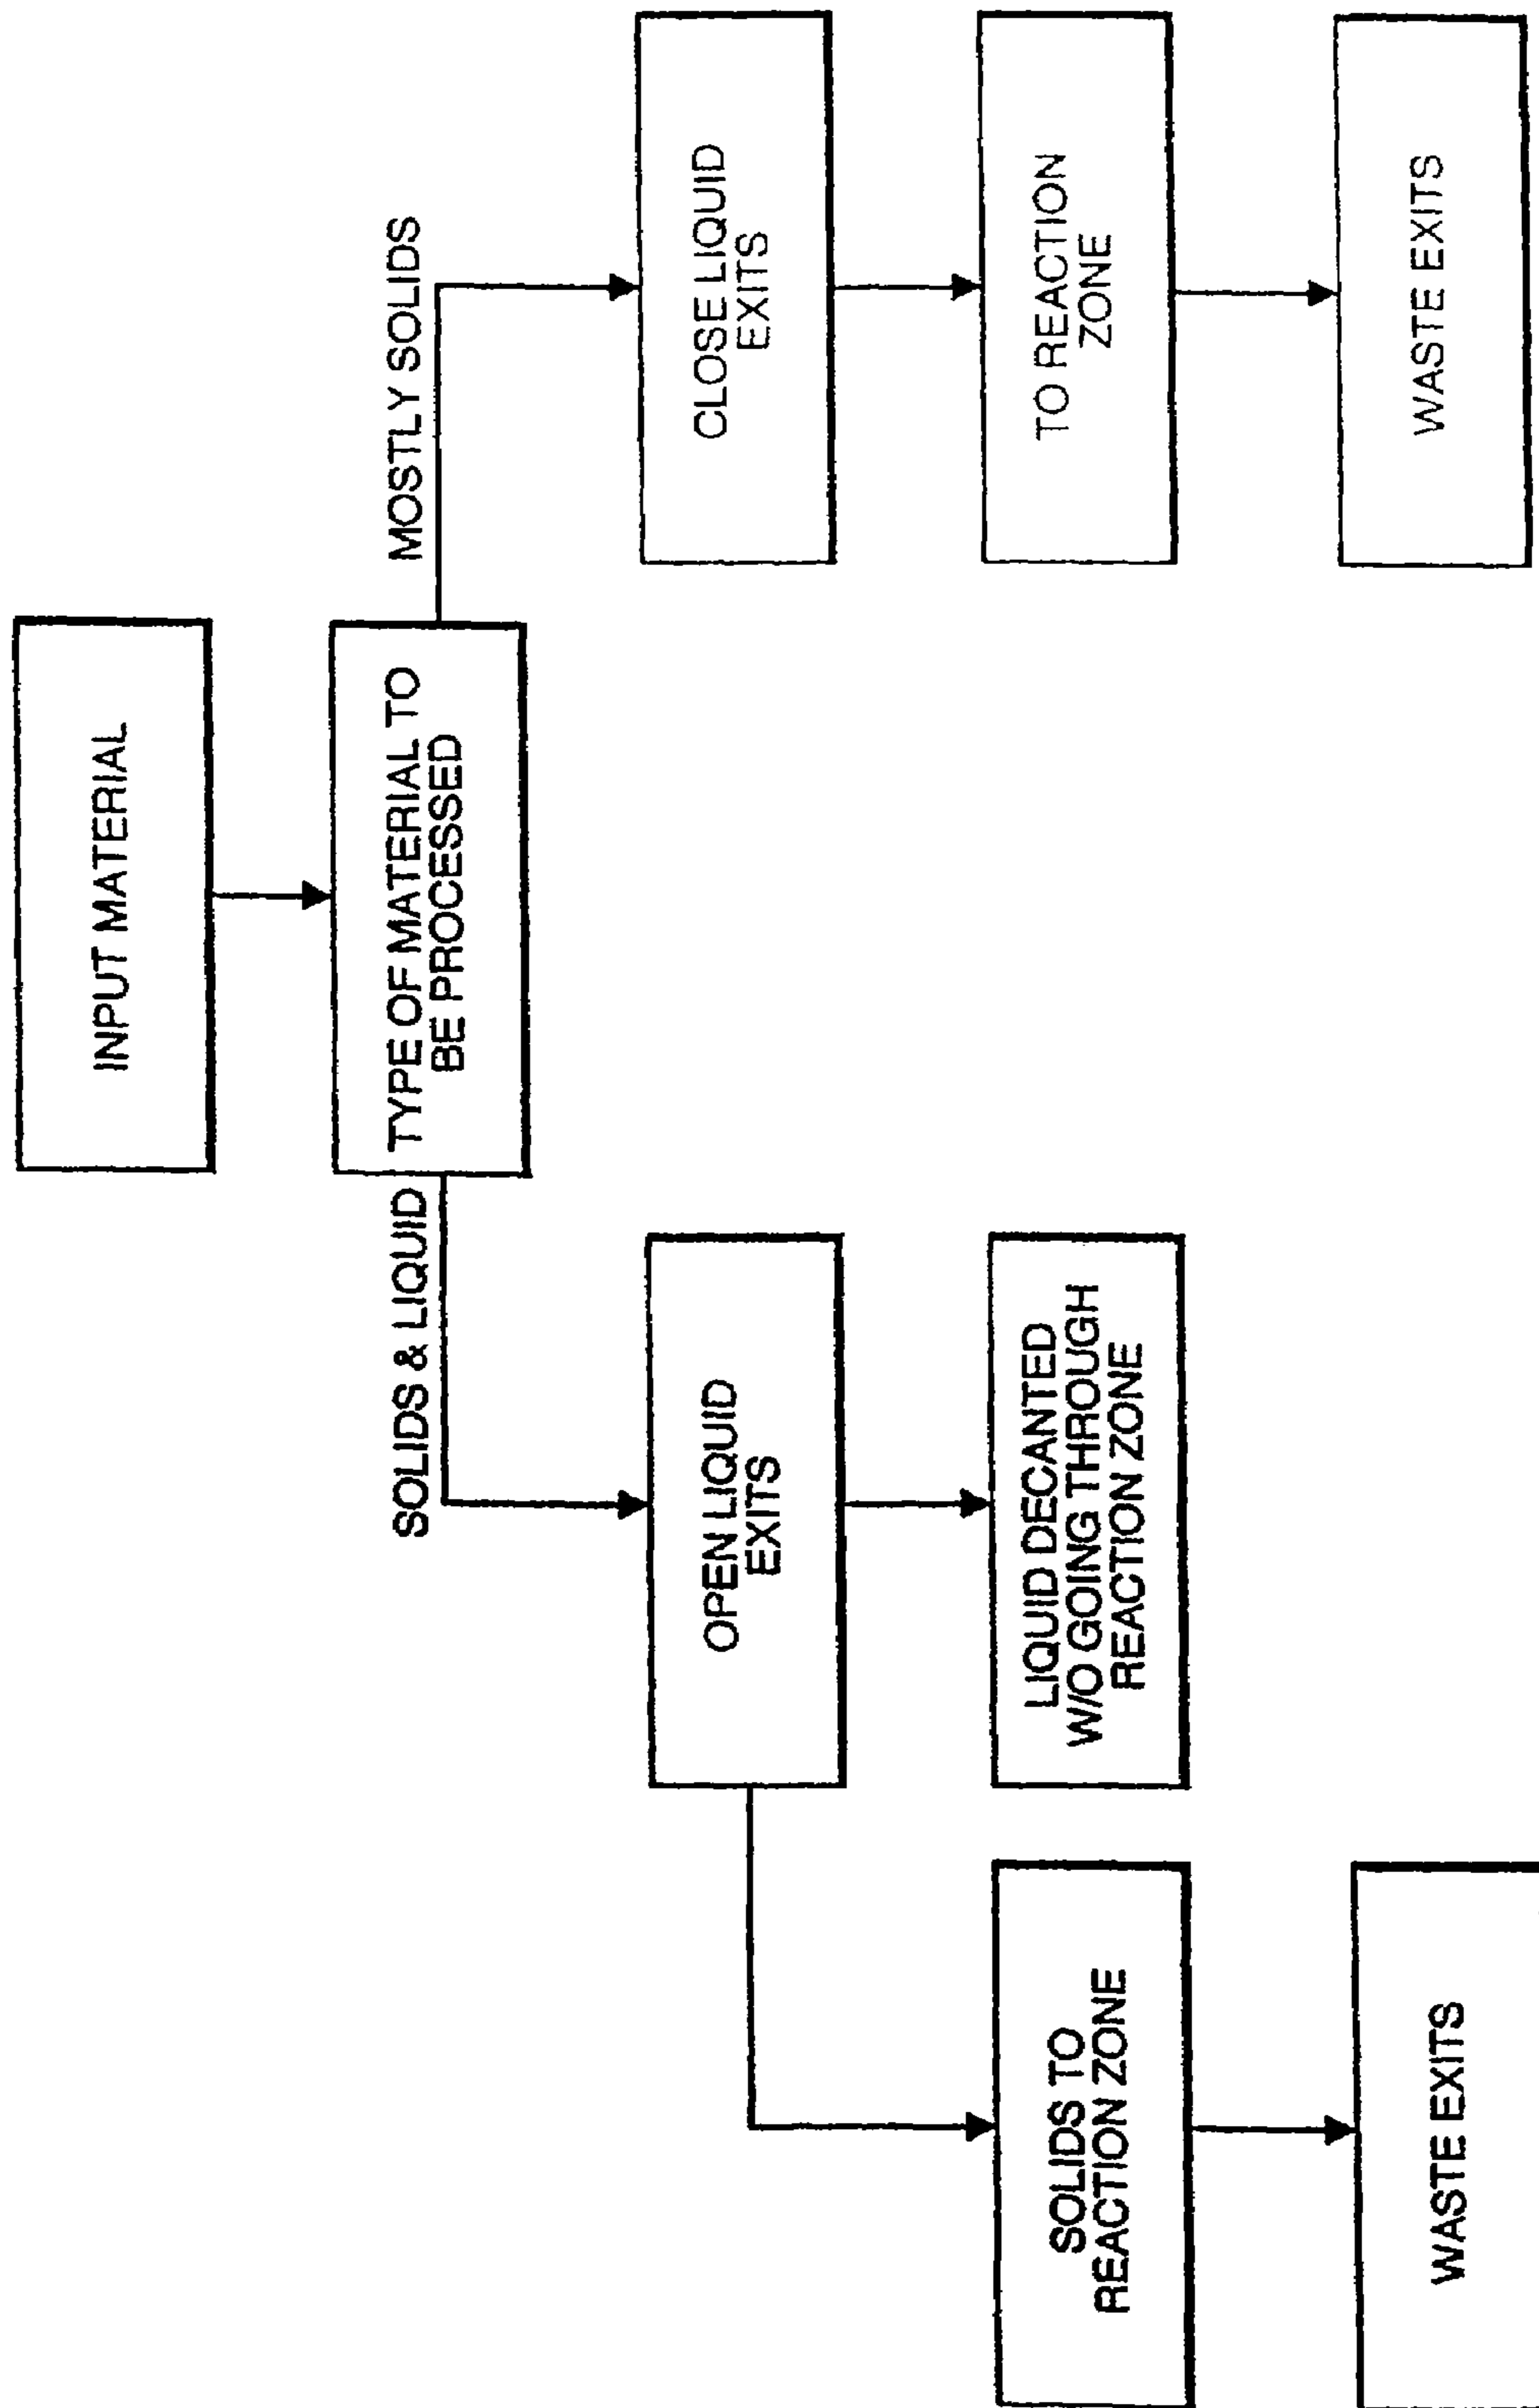 INPUT MATERIAL
TYPE OF MATERIAL TO
BE PROCESSED
SOLIDS & LIQUID
MOSTLY SOLIDS
OPEN LIQUID
EXITS
CLOSE LIQUID
EXITS
SOLIDS TO
REACTION ZONE
LIQUID DECANTED
W/O GOING THROUGH
REACTION ZONE
TO REACTION
ZONE
WASTE EXITS
WASTE EXITS